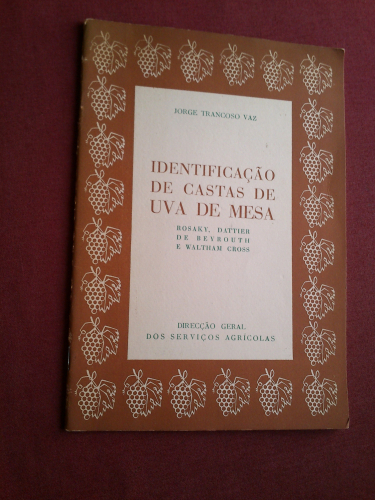 JORGE TRANCOSO VAZ
IDENTIFICAÇÃO
DE CASTAS DE
UVA DE MESA
ROSAKY, DATTIER
DE BEYROUTH
E WALTHAM CROSS
DIRECÇÃO GERAL
DOS SERVIÇOS AGRÍCOLAS